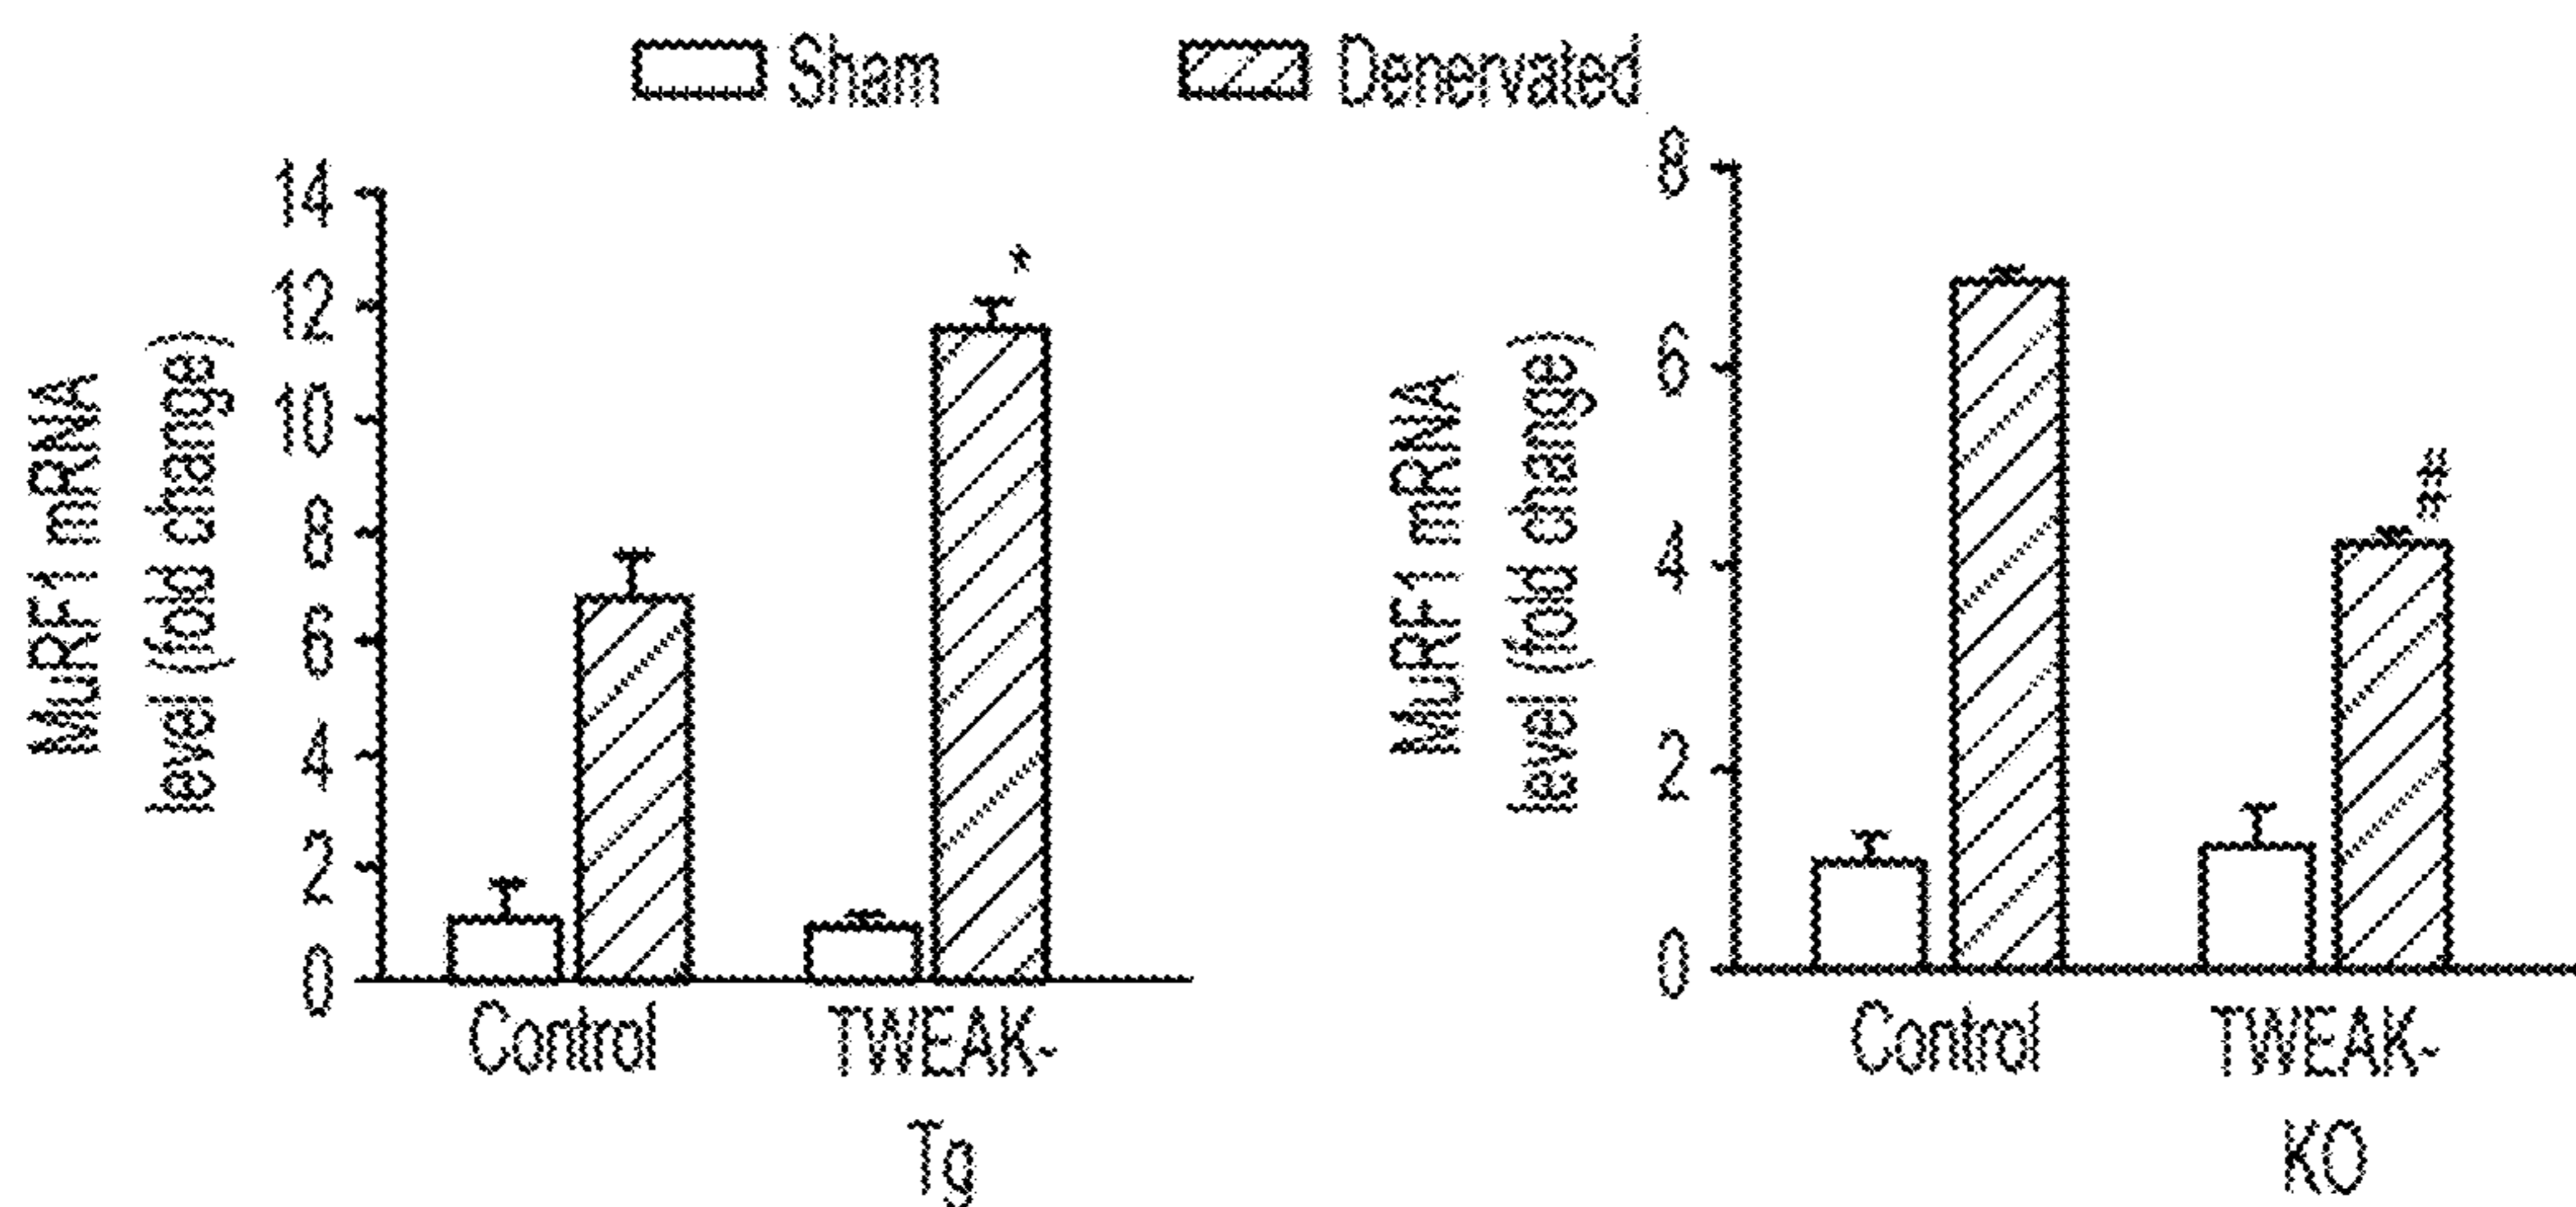 Sham
Denervated
MuRF1 mRNA
level (fold change)
14
12
10
8
6
4
2
0
*
Control
TWEAK-
Tg
MuRF1 mRNA
level (fold change)
8
6
4
2
0
#
Control
TWEAK-
KO